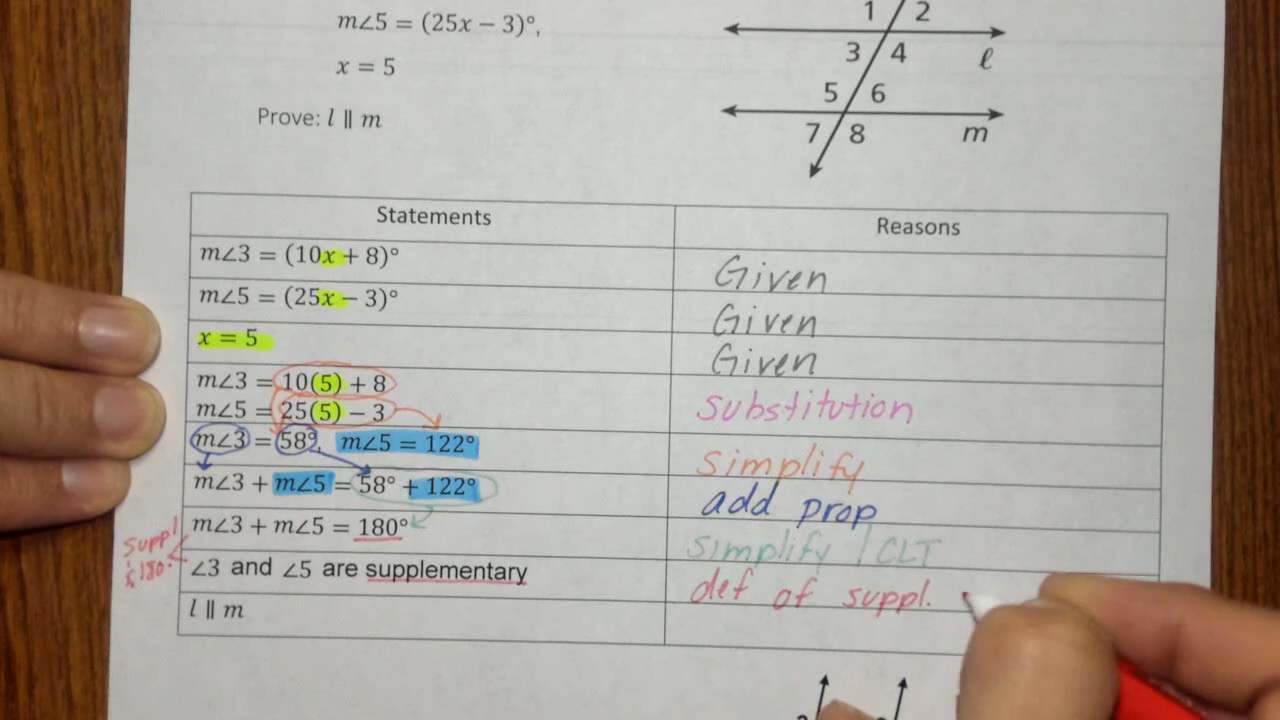 m∠5 = (25x − 3)°,
x = 5
Prove: l ∥ m
1 2
3 4
ℓ
5 6
7 8
m
Statements Reasons
m∠3 = (10x + 8)° Given
m∠5 = (25x − 3)° Given
x = 5 Given
m∠3 = 10(5) + 8
m∠5 = 25(5) − 3 substitution
m∠3 = 58°, m∠5 = 122° simplify
m∠3 + m∠5 = 58° + 122° add prop
m∠3 + m∠5 = 180° simplify / CLT
∠3 and ∠5 are supplementary def of suppl.
suppl
180°
l ∥ m